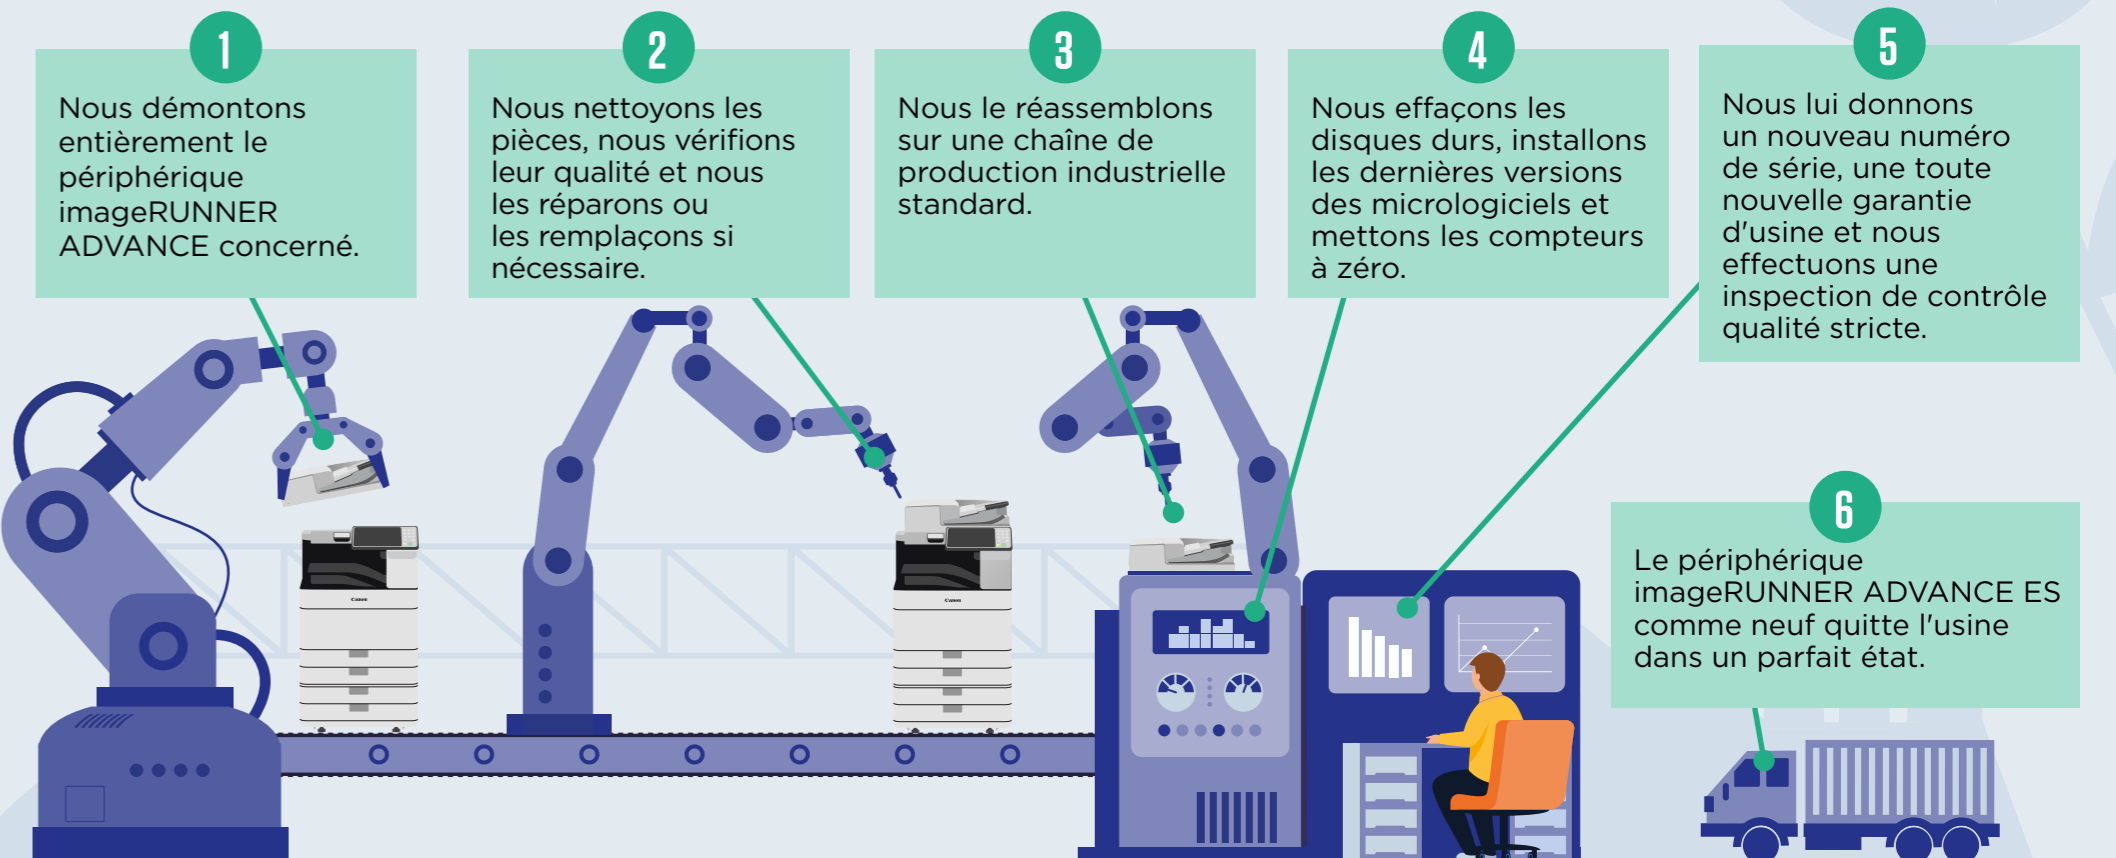 1
Nous démontons
entièrement le
périphérique
imageRUNNER
ADVANCE concerné.
2
Nous nettoyons les
pièces, nous vérifions
leur qualité et nous
les réparons ou
les remplaçons si
nécessaire.
3
Nous le réassemblons
sur une chaîne de
production industrielle
standard.
4
Nous effaçons les
disques durs, installons
les dernières versions
des micrologiciels et
mettons les compteurs
à zéro.
5
Nous lui donnons
un nouveau numéro
de série, une toute
nouvelle garantie
d'usine et nous
effectuons une
inspection de contrôle
qualité stricte.
6
Le périphérique
imageRUNNER ADVANCE ES
comme neuf quitte l'usine
dans un parfait état.
Canon
Canon